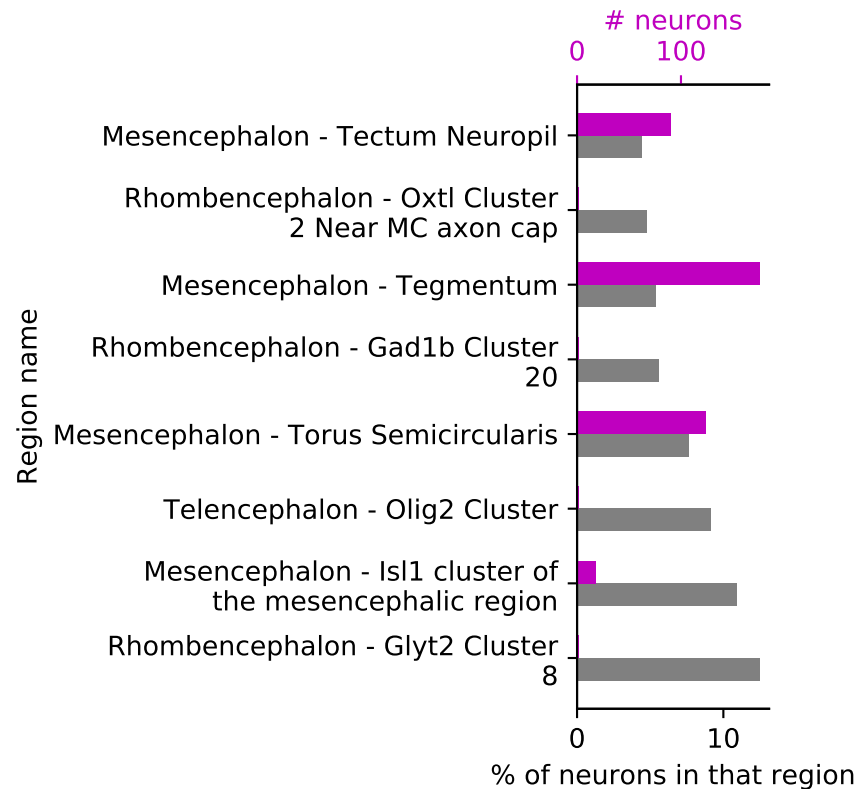 # neurons
0 100
Mesencephalon - Tectum Neuropil
Rhombencephalon - Oxtl Cluster
2 Near MC axon cap
Mesencephalon - Tegmentum
Rhombencephalon - Gad1b Cluster
20
Mesencephalon - Torus Semicircularis
Telencephalon - Olig2 Cluster
Mesencephalon - Isl1 cluster of
the mesencephalic region
Rhombencephalon - Glyt2 Cluster
8
Region name
0 10
% of neurons in that region